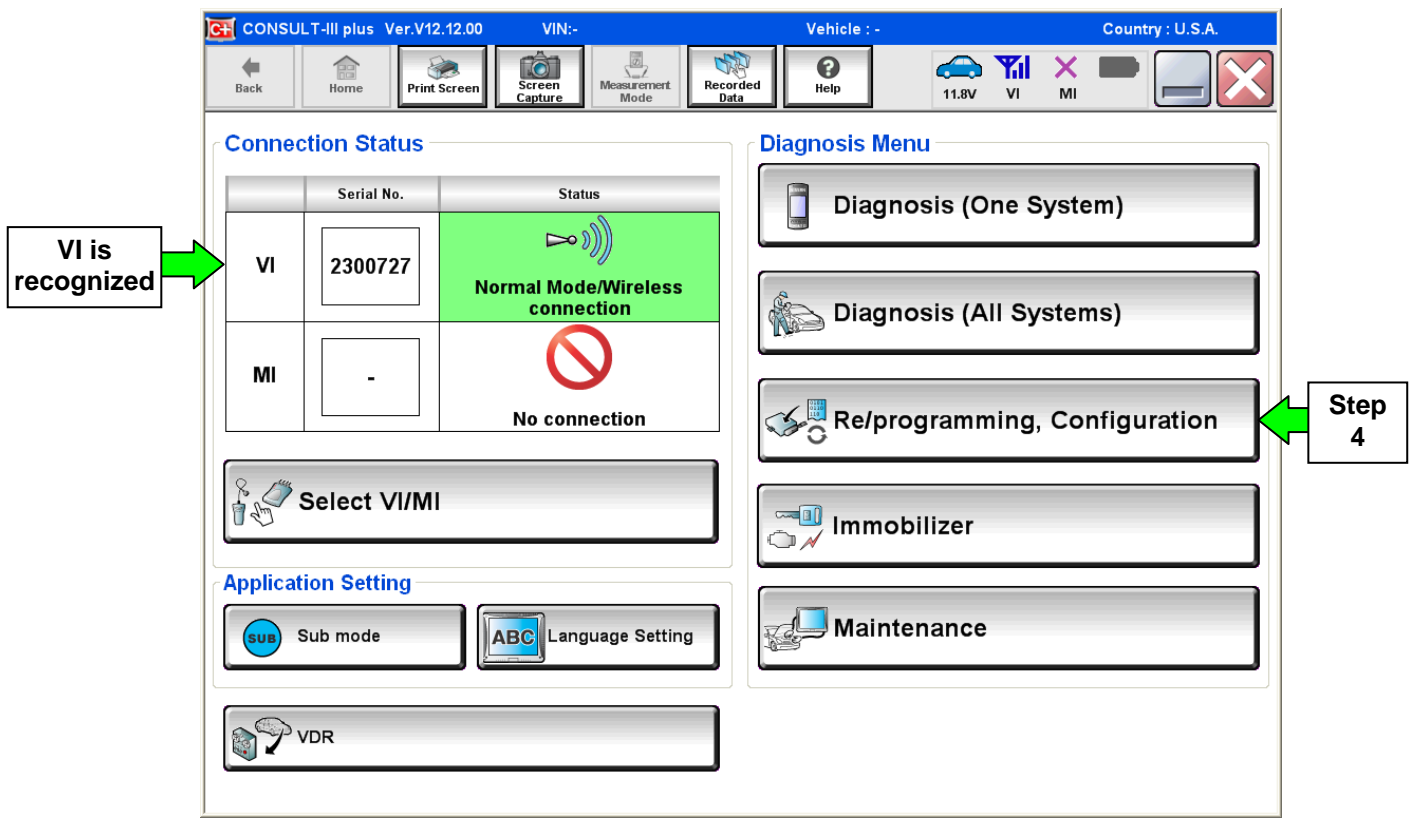 CONSULT-III plus Ver.V12.12.00 VIN:- Vehicle : - Country : U.S.A.
Back
Home
Print Screen
Screen
Capture
Measurement
Mode
Recorded
Data
Help
11.8V
VI
MI
Connection Status
Serial No. Status
VI is
recognized
VI
2300727
Normal Mode/Wireless
connection
MI
-
No connection
Select VI/MI
Application Setting
SUB
Sub mode
ABC
Language Setting
VDR
Diagnosis Menu
Diagnosis (One System)
Diagnosis (All Systems)
Re/programming, Configuration
Step
4
Immobilizer
Maintenance